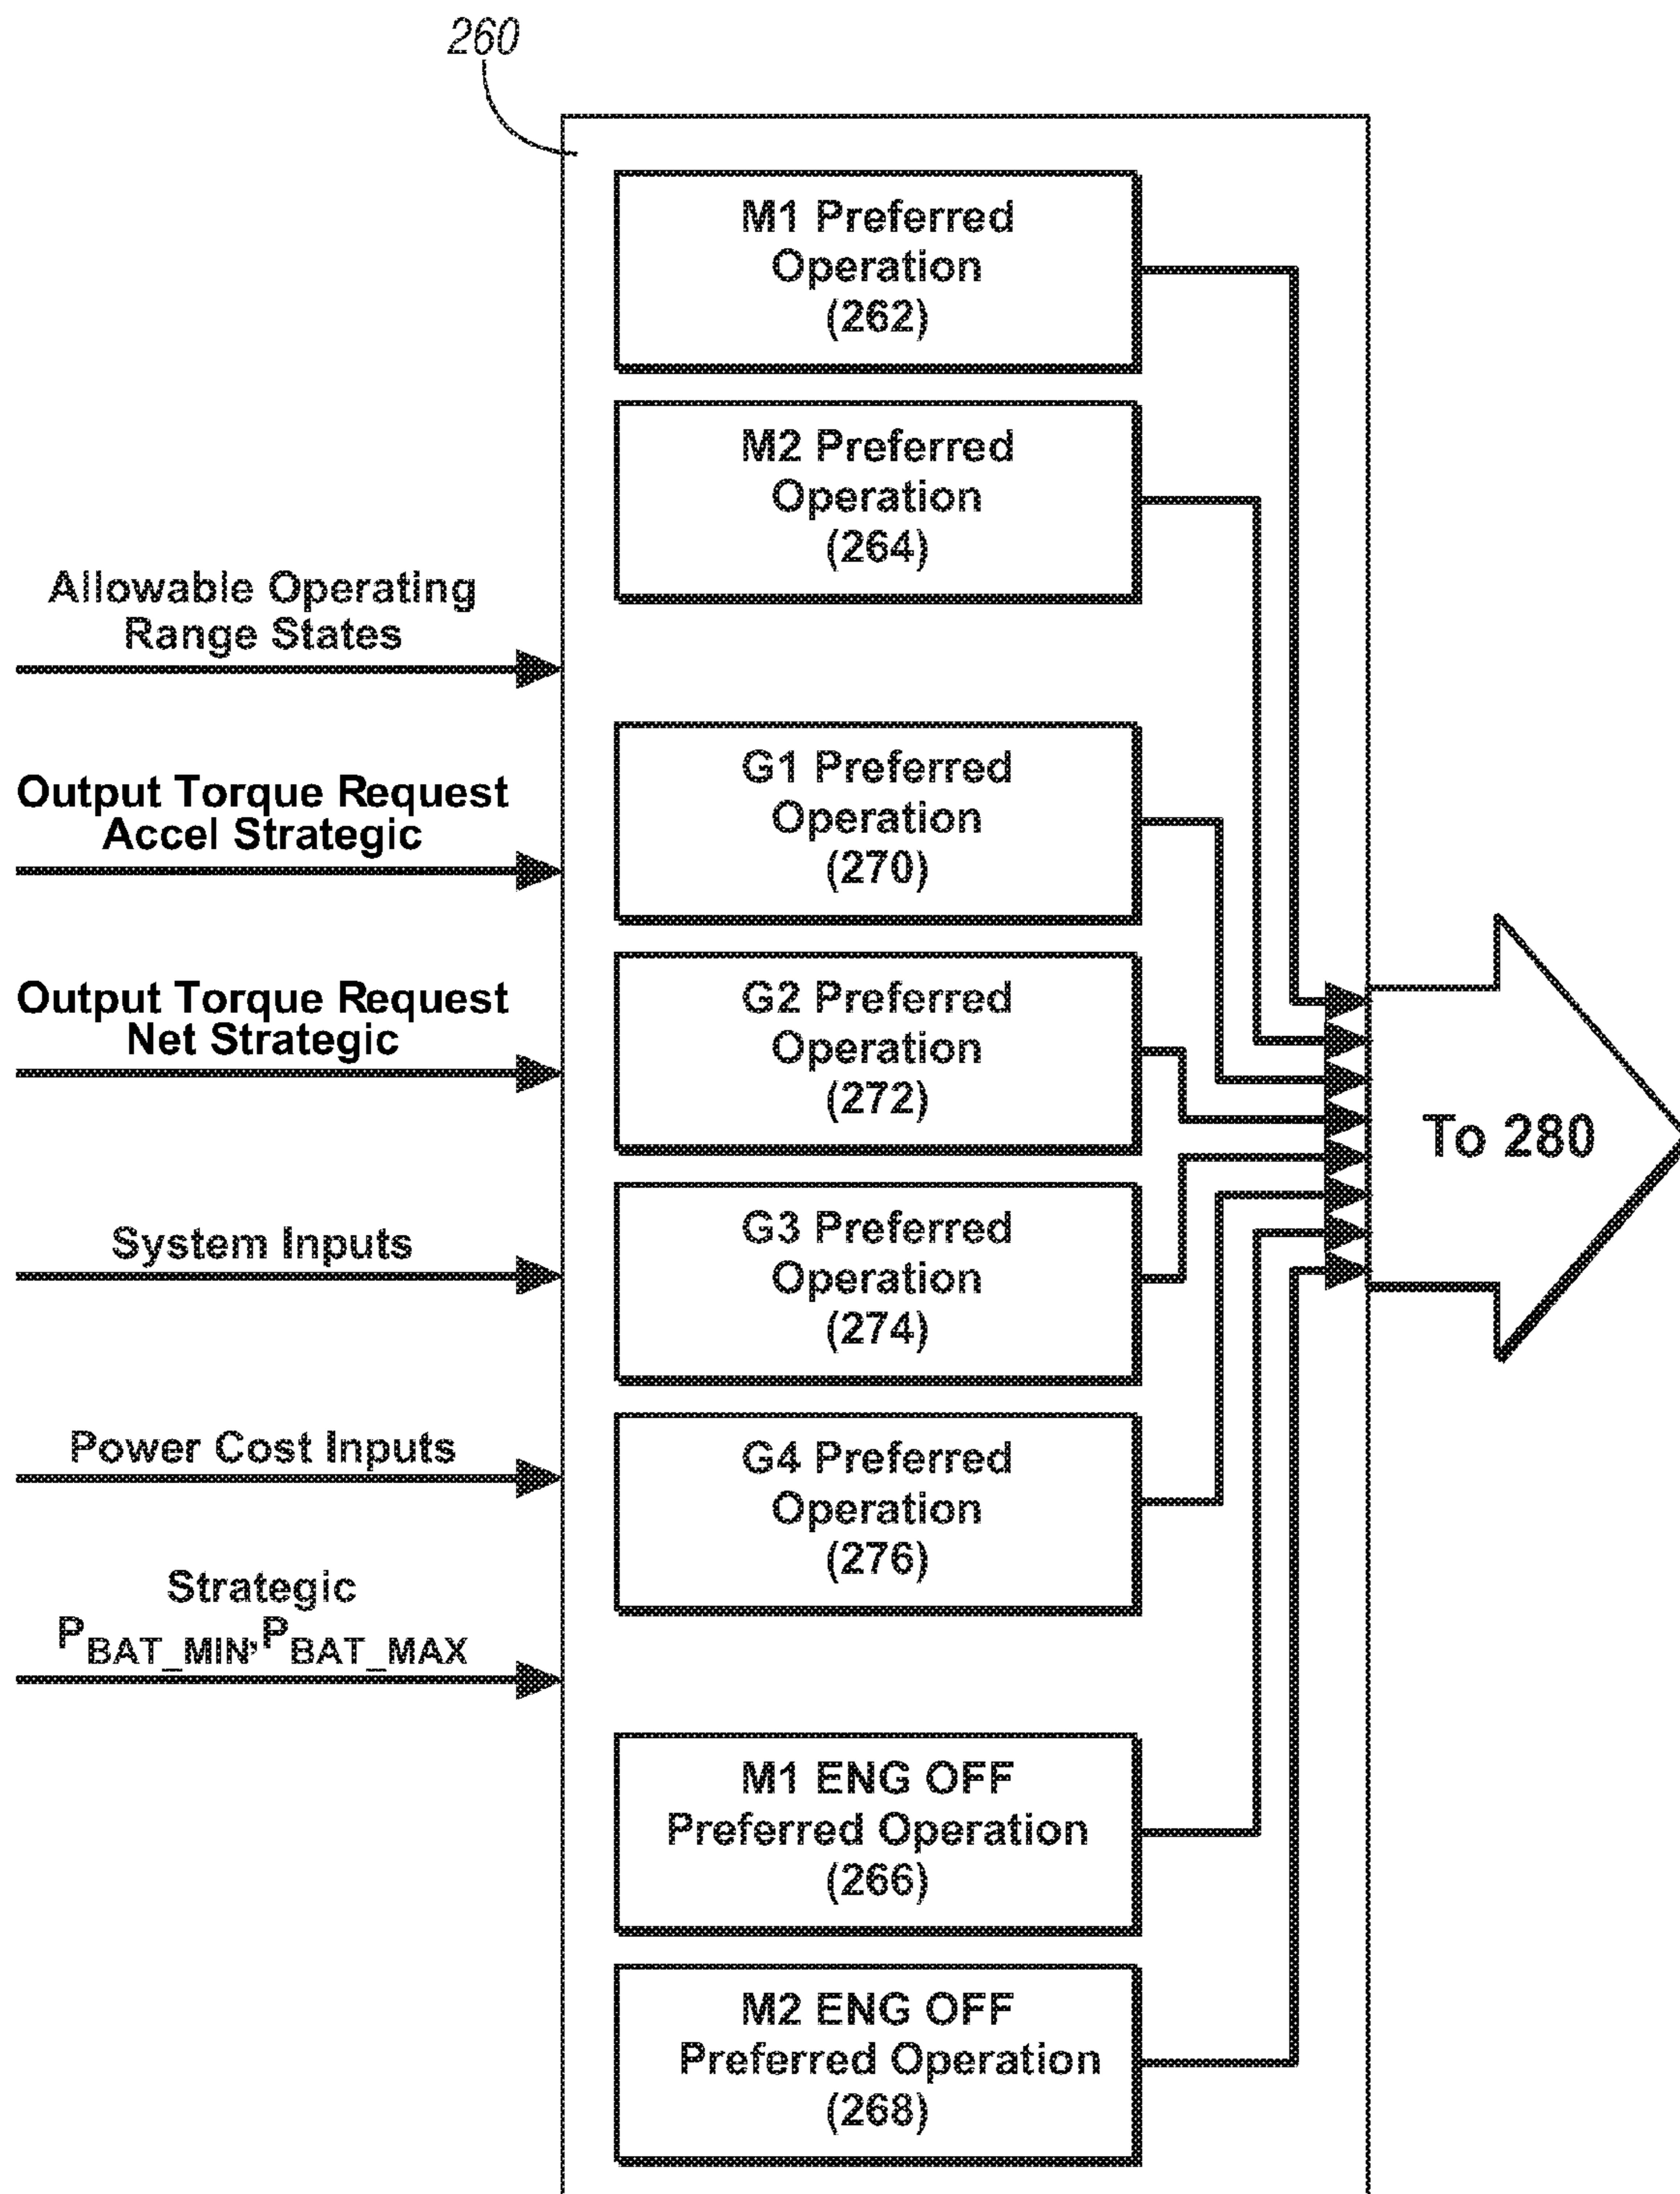 260
M1 Preferred
Operation
(262)
M2 Preferred
Operation
(264)
Allowable Operating
Range States
G1 Preferred
Operation
(270)
Output Torque Request
Accel Strategic
G2 Preferred
Operation
(272)
Output Torque Request
Net Strategic
To 280
G3 Preferred
Operation
(274)
System Inputs
G4 Preferred
Operation
(276)
Power Cost Inputs
Strategic
PBAT_MIN,PBAT_MAX
M1 ENG OFF
Preferred Operation
(266)
M2 ENG OFF
Preferred Operation
(268)